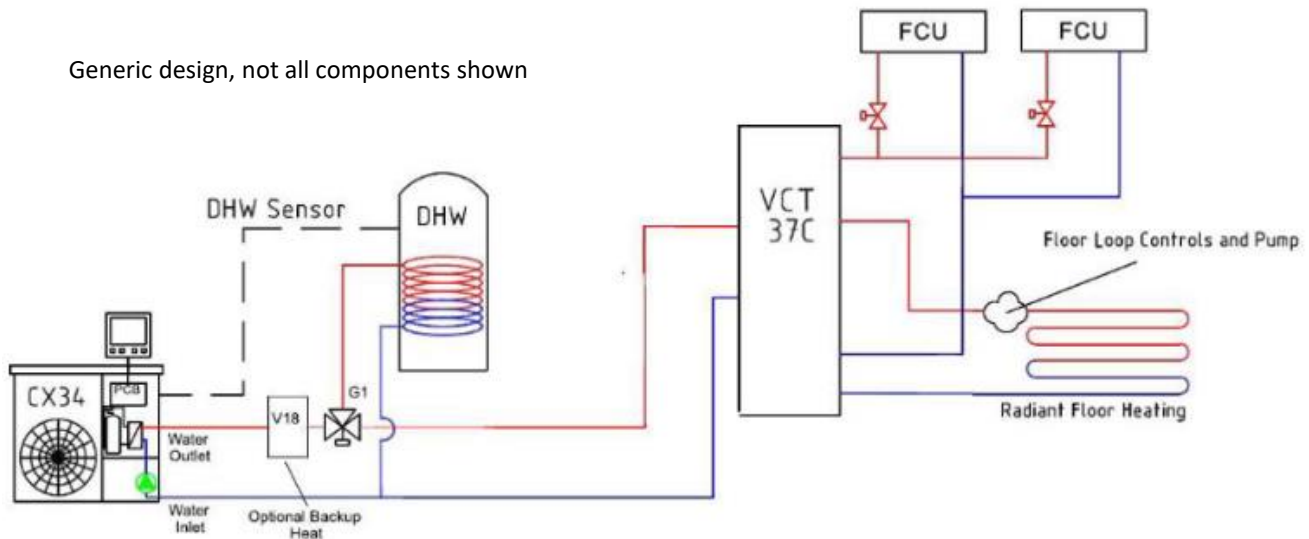 FCU
FCU
Generic design, not all components shown
DHW Sensor
DHW
VCT
37C
Floor Loop Controls and Pump
CX34
PCB
G1
V18
Water
Outlet
Radiant Floor Heating
Water
Inlet
Optional Backup
Heat